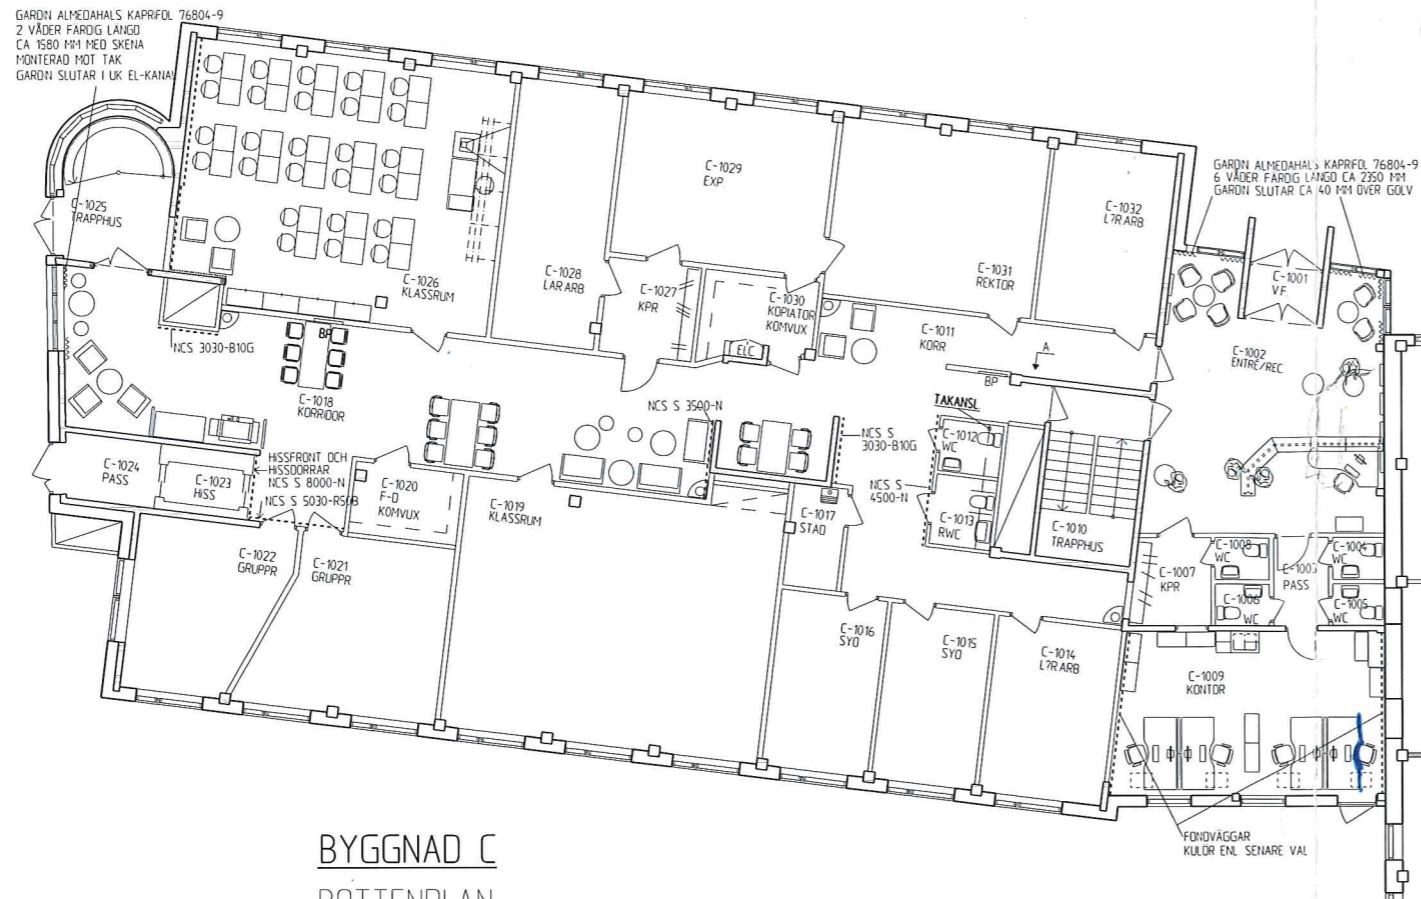 GARDIN ALMEDAHALS KAPRIFOL 76804-9
2 VÅDER FÄRDIG LÄNGD
CA 1580 MM MED SKENA
MONTERAD MOT TAK
GARDIN SLUTAR I UK EL-KANAL
GARDIN ALMEDAHALS KAPRIFOL 76804-9
6 VÅDER FÄRDIG LÄNGD CA 2350 MM
GARDIN SLUTAR CA 40 MM ÖVER GOLV
C-1025
TRAPPHUS
C-1026
KLASSRUM
C-1028
LÄRARB
C-1029
EXP
C-1027
KPR
C-1030
KOPIATOR
KOMVUX
ELC
C-1031
REKTOR
C-1032
L?RARB
C-1001
V.F.
C-1002
ENTRÉ/REC
C-1011
KORR
A
BP
BP
NCS 3030-B10G
C-1018
KORRIDOR
NCS S 3500-N
TAKANSL
C-1012
WC
NCS S
3030-B10G
NCS S
4500-N
C-1013
RWC
C-1010
TRAPPHUS
C-1024
PASS
C-1023
HISS
HISSFRONT OCH
HISSDÖRRAR
NCS S 8000-N
NCS S 5030-R50B
C-1020
F-D
KOMVUX
C-1019
KLASSRUM
C-1017
STÄD
C-1022
GRUPPR
C-1021
GRUPPR
C-1016
SYO
C-1015
SYO
C-1014
L?RARB
C-1007
KPR
C-1008
WC
C-1006
WC
C-1003
PASS
C-1004
WC
C-1005
WC
C-1009
KONTOR
FONDVÄGGAR
KULÖR ENL SENARE VAL
BYGGNAD C
BOTTENPLAN